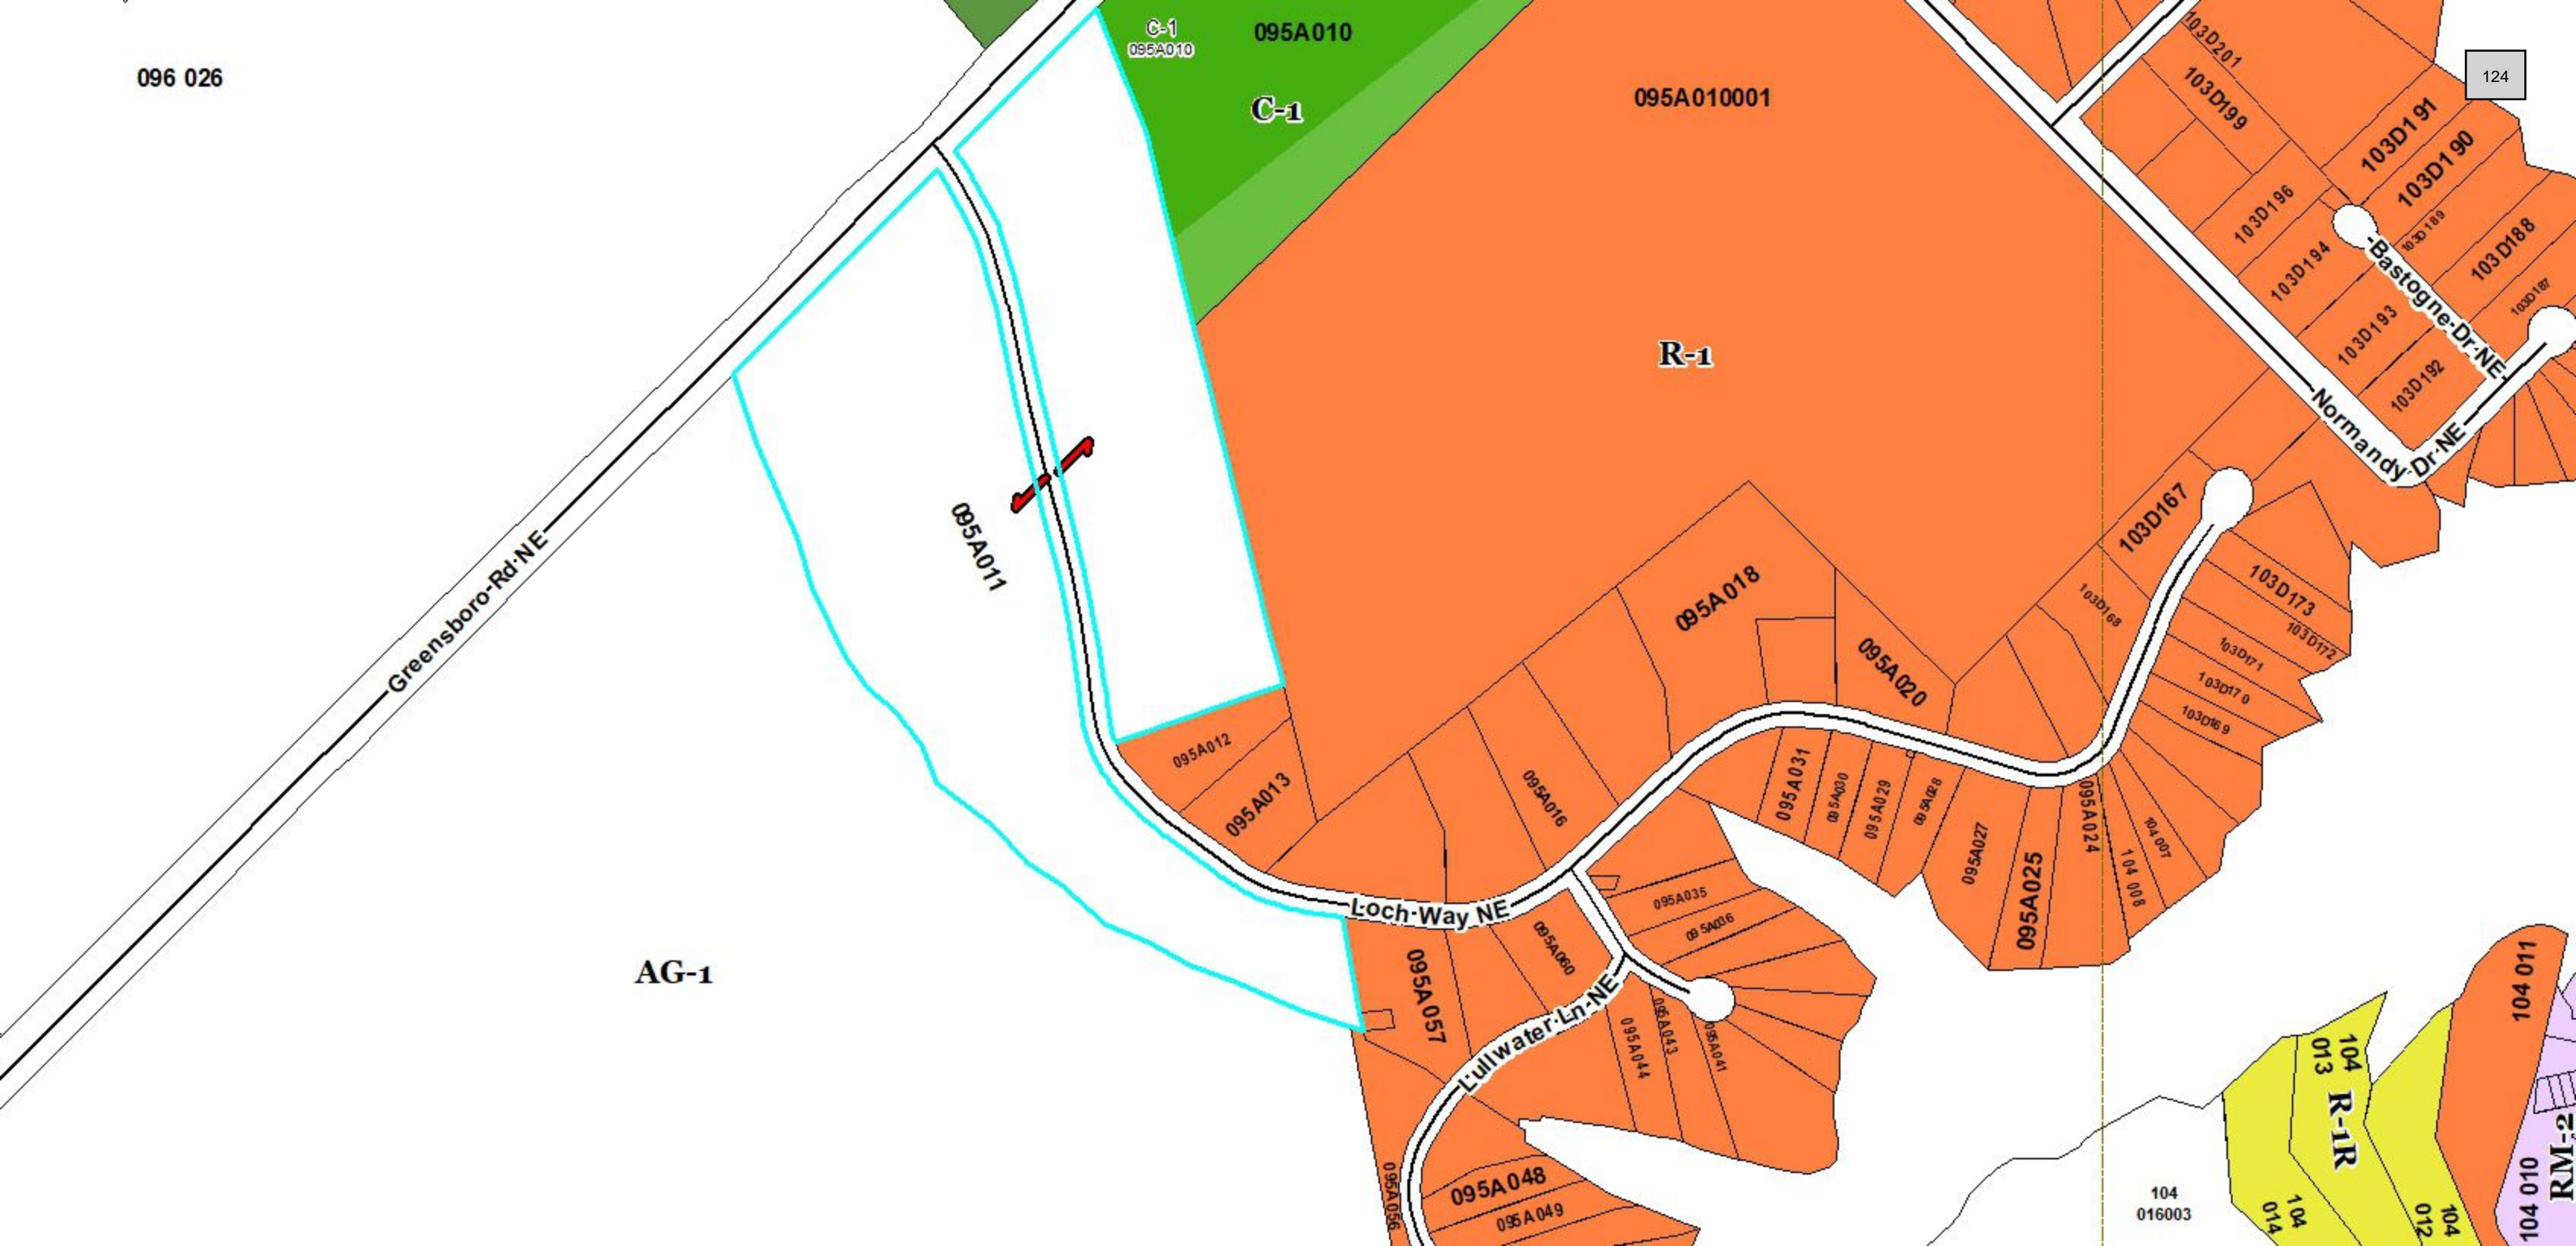 096 026
C-1
095A010
095A010
C-1
095A010001
R-1
124
103D201
103D199
103D191
103D190
103D196
103D189
103D188
103D194
103D187
Bastogne Dr NE
103D193
103D192
Normandy Dr NE
Greensboro Rd NE
095A011
103D167
103D168
103D173
103D172
103D171
103D170
103D169
095A018
095A020
095A012
095A013
095A016
095A031
095A030
095A029
095A028
095A027
095A025
095A024
104 007
104 008
Loch Way NE
095A035
095A036
095A060
095A057
Lullwater Ln NE
095A044
095A043
095A041
AG-1
095A056
095A048
095A049
104 011
104
013
R-1R
104
014
104
012
104
016003
104 010
RM-2